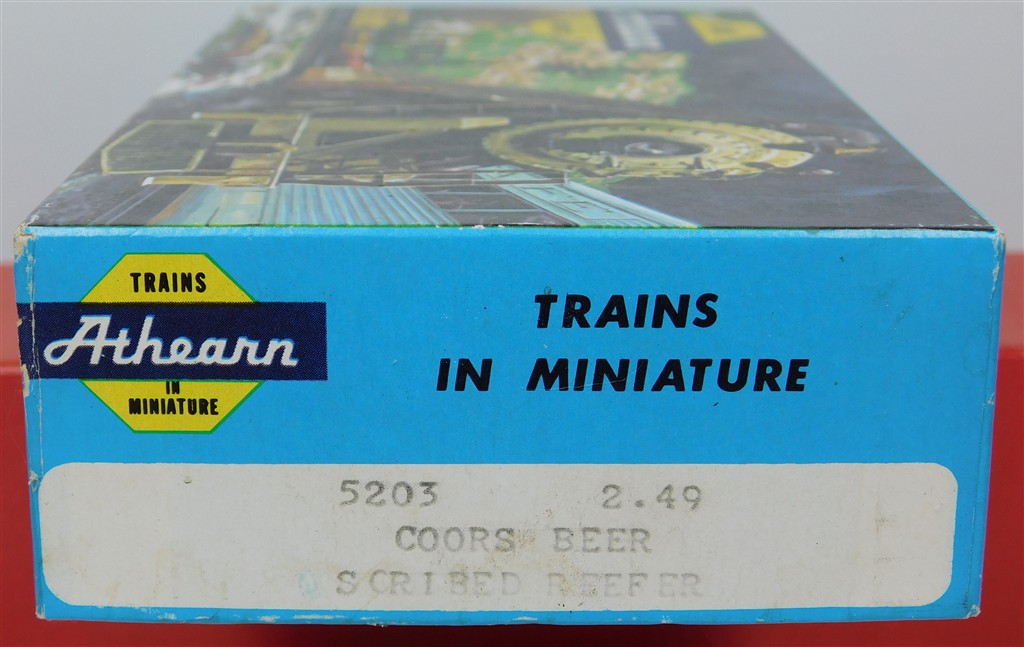 TRAINS
Athearn
IN
MINIATURE
TRAINS
IN MINIATURE
5203 2.49
COORS BEER
SCRIBED REEFER